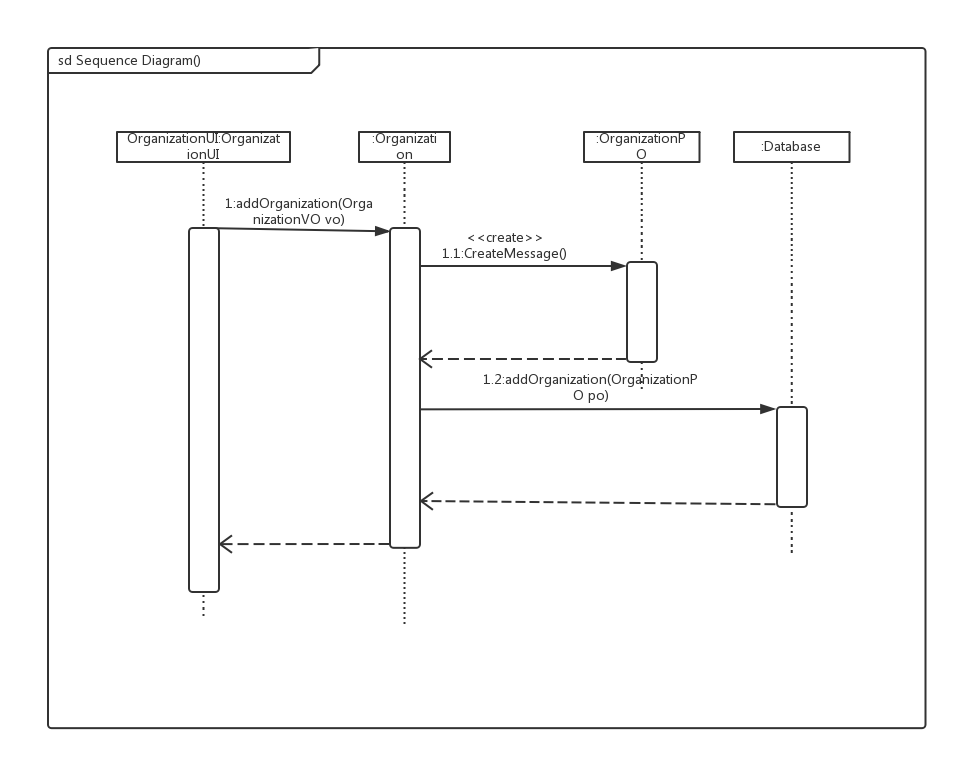 sd Sequence Diagram()
OrganizationUI:Organizat
ionUI
:Organizati
on
:OrganizationP
O
:Database
1:addOrganization(Orga
nizationVO vo)
<<create>>
1.1:CreateMessage()
1.2:addOrganization(OrganizationP
O po)